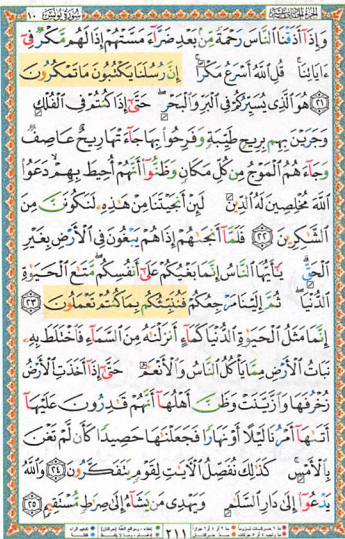 الجزء الحادي عشر ١٠ سورة يونس
وَإِذَآ أَذَقْنَا ٱلنَّاسَ رَحْمَةً مِّنۢ بَعْدِ ضَرَّآءَ مَسَّتْهُمْ إِذَا لَهُم مَّكْرٌ فِىٓ
ءَايَاتِنَا ۚ قُلِ ٱللَّهُ أَسْرَعُ مَكْرًا ۚ إِنَّ رُسُلَنَا يَكْتُبُونَ مَا تَمْكُرُونَ
٢١ هُوَ ٱلَّذِى يُسَيِّرُكُمْ فِى ٱلْبَرِّ وَٱلْبَحْرِ ۖ حَتَّىٰٓ إِذَا كُنتُمْ فِى ٱلْفُلْكِ
وَجَرَيْنَ بِهِم بِرِيحٍ طَيِّبَةٍ وَفَرِحُوا۟ بِهَا جَآءَتْهَا رِيحٌ عَاصِفٌ
وَجَآءَهُمُ ٱلْمَوْجُ مِن كُلِّ مَكَانٍ وَظَنُّوٓا۟ أَنَّهُمْ أُحِيطَ بِهِمْ ۙ دَعَوُا۟
ٱللَّهَ مُخْلِصِينَ لَهُ ٱلدِّينَ لَئِنْ أَنجَيْتَنَا مِنْ هَـٰذِهِۦ لَنَكُونَنَّ مِنَ
ٱلشَّـٰكِرِينَ ٢٢ فَلَمَّآ أَنجَىٰهُمْ إِذَا هُمْ يَبْغُونَ فِى ٱلْأَرْضِ بِغَيْرِ
ٱلْحَقِّ ۗ يَـٰٓأَيُّهَا ٱلنَّاسُ إِنَّمَا بَغْيُكُمْ عَلَىٰٓ أَنفُسِكُم ۖ مَّتَـٰعَ ٱلْحَيَوٰةِ
ٱلدُّنْيَا ۖ ثُمَّ إِلَيْنَا مَرْجِعُكُمْ فَنُنَبِّئُكُم بِمَا كُنتُمْ تَعْمَلُونَ ٢٣
إِنَّمَا مَثَلُ ٱلْحَيَوٰةِ ٱلدُّنْيَا كَمَآءٍ أَنزَلْنَـٰهُ مِنَ ٱلسَّمَآءِ فَٱخْتَلَطَ بِهِۦ
نَبَاتُ ٱلْأَرْضِ مِمَّا يَأْكُلُ ٱلنَّاسُ وَٱلْأَنْعَـٰمُ حَتَّىٰٓ إِذَآ أَخَذَتِ ٱلْأَرْضُ
زُخْرُفَهَا وَٱزَّيَّنَتْ وَظَنَّ أَهْلُهَآ أَنَّهُمْ قَـٰدِرُونَ عَلَيْهَآ
أَتَىٰهَآ أَمْرُنَا لَيْلًا أَوْ نَهَارًا فَجَعَلْنَـٰهَا حَصِيدًا كَأَن لَّمْ تَغْنَ
بِٱلْأَمْسِ ۚ كَذَٰلِكَ نُفَصِّلُ ٱلْـَٔايَـٰتِ لِقَوْمٍ يَتَفَكَّرُونَ ٢٤ وَٱللَّهُ
يَدْعُوٓا۟ إِلَىٰ دَارِ ٱلسَّلَـٰمِ وَيَهْدِى مَن يَشَآءُ إِلَىٰ صِرَٰطٍ مُّسْتَقِيمٍ ٢٥
٢١١